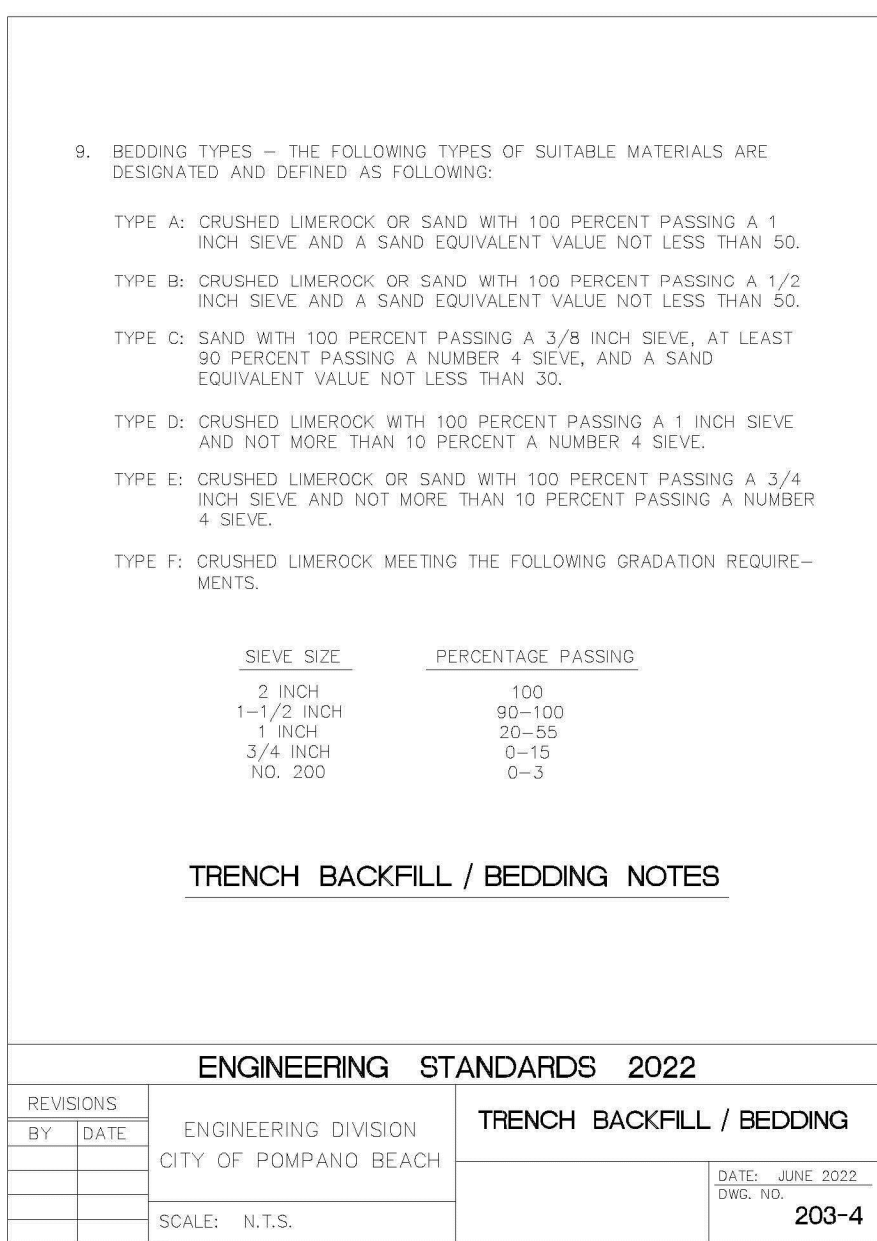 9. BEDDING TYPES – THE FOLLOWING TYPES OF SUITABLE MATERIALS ARE
DESIGNATED AND DEFINED AS FOLLOWING:
TYPE A: CRUSHED LIMEROCK OR SAND WITH 100 PERCENT PASSING A 1
INCH SIEVE AND A SAND EQUIVALENT VALUE NOT LESS THAN 50.
TYPE B: CRUSHED LIMEROCK OR SAND WITH 100 PERCENT PASSING A 1/2
INCH SIEVE AND A SAND EQUIVALENT VALUE NOT LESS THAN 50.
TYPE C: SAND WITH 100 PERCENT PASSING A 3/8 INCH SIEVE, AT LEAST
90 PERCENT PASSING A NUMBER 4 SIEVE, AND A SAND
EQUIVALENT VALUE NOT LESS THAN 30.
TYPE D: CRUSHED LIMEROCK WITH 100 PERCENT PASSING A 1 INCH SIEVE
AND NOT MORE THAN 10 PERCENT A NUMBER 4 SIEVE.
TYPE E: CRUSHED LIMEROCK OR SAND WITH 100 PERCENT PASSING A 3/4
INCH SIEVE AND NOT MORE THAN 10 PERCENT PASSING A NUMBER
4 SIEVE.
TYPE F: CRUSHED LIMEROCK MEETING THE FOLLOWING GRADATION REQUIRE–
MENTS.
SIEVE SIZE PERCENTAGE PASSING
2 INCH 100
1–1/2 INCH 90–100
1 INCH 20–55
3/4 INCH 0–15
NO. 200 0–3
TRENCH BACKFILL / BEDDING NOTES
ENGINEERING STANDARDS 2022
REVISIONS
BY DATE
ENGINEERING DIVISION
CITY OF POMPANO BEACH
SCALE: N.T.S.
TRENCH BACKFILL / BEDDING
DATE: JUNE 2022
DWG. NO.
203-4